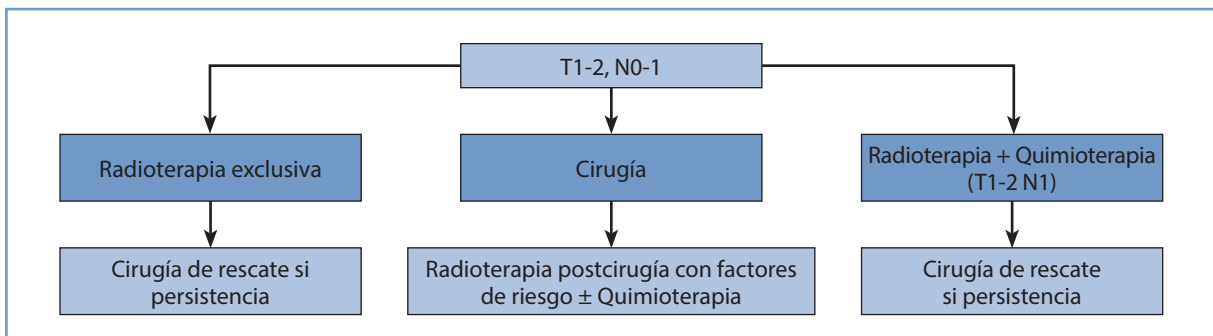 T1-2, N0-1
Radioterapia exclusiva
Cirugía
Radioterapia + Quimioterapia
(T1-2 N1)
Cirugía de rescate si
persistencia
Radioterapia postcirugía con factores
de riesgo ± Quimioterapia
Cirugía de rescate
si persistencia